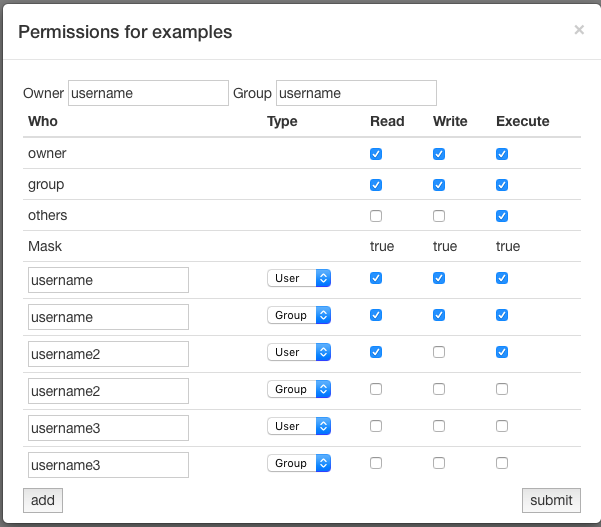 Permissions for examples ×
Owner username Group username
Who Type Read Write Execute
owner
group
others
Mask true true true
username User
username Group
username2 User
username2 Group
username3 User
username3 Group
add submit